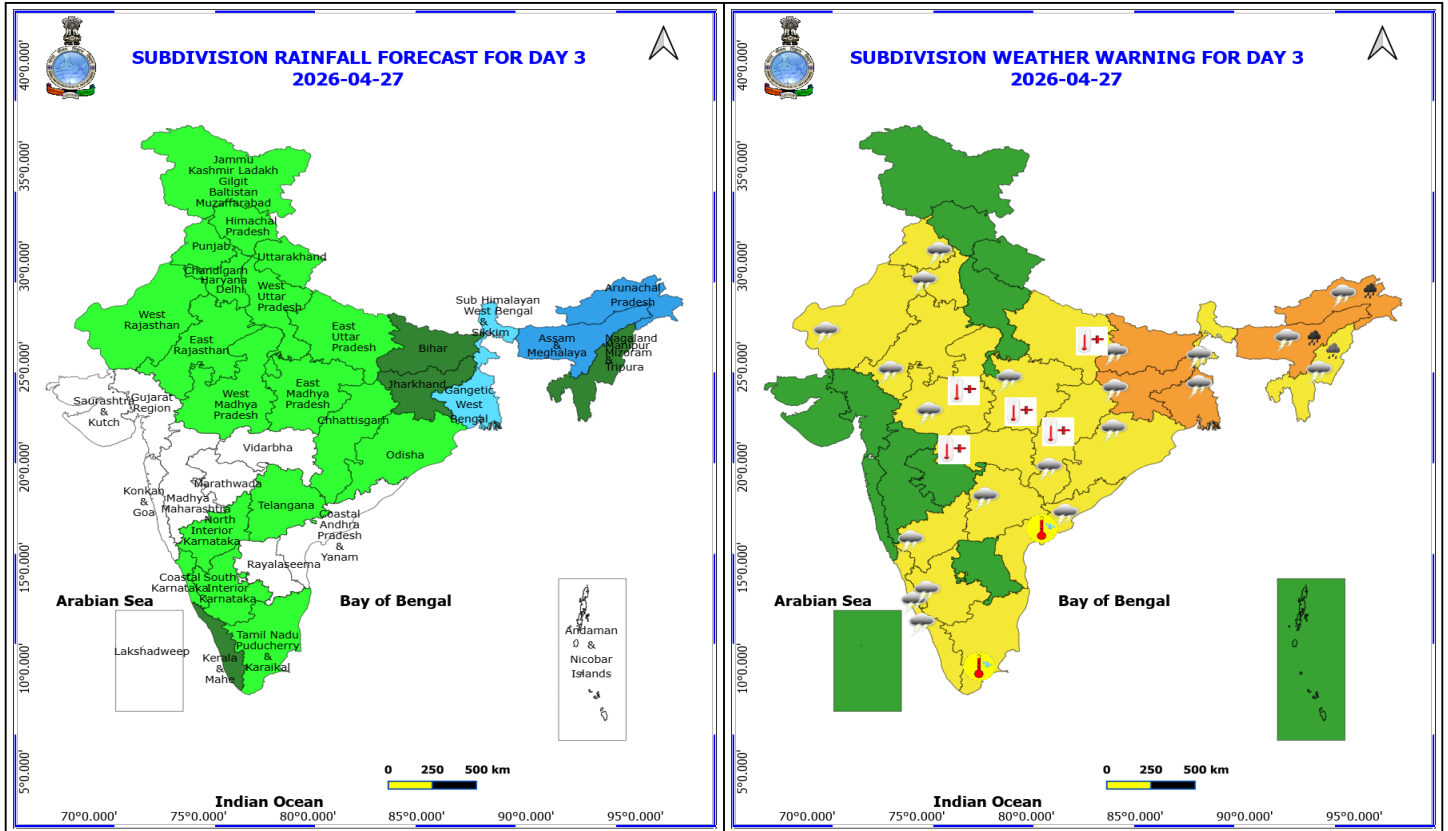 SUBDIVISION RAINFALL FORECAST FOR DAY 3
2026-04-27
40°0.000'
35°0.000'
30°0.000'
25°0.000'
20°0.000'
15°0.000'
10°0.000'
5°0.000'
Jammu
Kashmir Ladakh
Gilgit
Baltistan
Muzaffarabad
Himachal
Pradesh
Punjab
Uttarakhand
Chandigarh
Haryana
Delhi
West
Uttar
Pradesh
West
Rajasthan
East
Rajasthan
East
Uttar
Pradesh
Sub Himalayan
West Bengal
&
Sikkim
Arunachal
Pradesh
Assam
&
Meghalaya
Nagaland
Manipur
Mizoram
&
Tripura
Bihar
Jharkhand
Gangetic
West
Bengal
Saurashtra
&
Kutch
Gujarat
Region
West
Madhya
Pradesh
East
Madhya
Pradesh
Chhattisgarh
Vidarbha
Odisha
Konkan
&
Goa
Madhya
Maharashtra
Marathwada
Telangana
North
Interior
Karnataka
Coastal
Andhra
Pradesh
&
Yanam
Rayalaseema
Coastal
Karnataka
South
Interior
Karnataka
Arabian Sea
Bay of Bengal
Lakshadweep
Kerala
&
Mahe
Tamil Nadu
Puducherry
&
Karaikal
Andaman
&
Nicobar
Islands
0 250 500 km
Indian Ocean
70°0.000' 75°0.000' 80°0.000' 85°0.000' 90°0.000' 95°0.000'
SUBDIVISION WEATHER WARNING FOR DAY 3
2026-04-27
40°0.000'
35°0.000'
30°0.000'
25°0.000'
20°0.000'
15°0.000'
10°0.000'
5°0.000'
Arabian Sea
Bay of Bengal
0 250 500 km
Indian Ocean
70°0.000' 75°0.000' 80°0.000' 85°0.000' 90°0.000' 95°0.000'